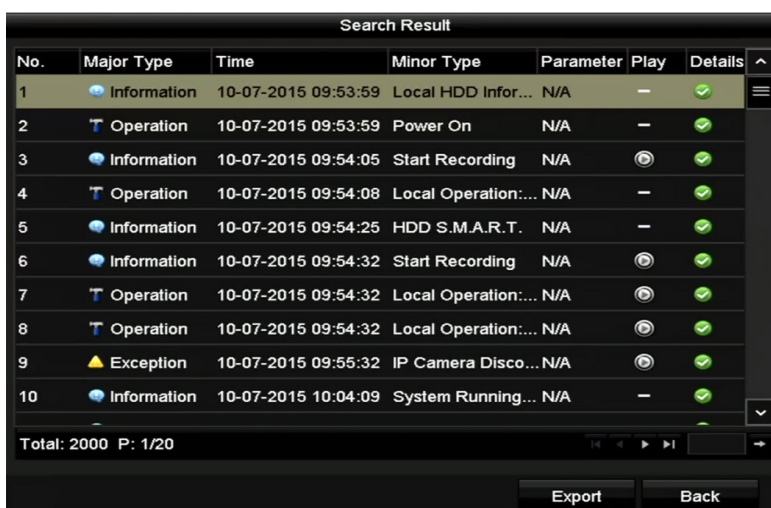 Search Result
No. Major Type Time Minor Type Parameter Play Details
1 Information 10-07-2015 09:53:59 Local HDD Infor... N/A –
2 Operation 10-07-2015 09:53:59 Power On N/A –
3 Information 10-07-2015 09:54:05 Start Recording N/A
4 Operation 10-07-2015 09:54:08 Local Operation:... N/A –
5 Information 10-07-2015 09:54:25 HDD S.M.A.R.T. N/A –
6 Information 10-07-2015 09:54:32 Start Recording N/A
7 Operation 10-07-2015 09:54:32 Local Operation:... N/A
8 Operation 10-07-2015 09:54:32 Local Operation:... N/A
9 Exception 10-07-2015 09:55:32 IP Camera Disco... N/A
10 Information 10-07-2015 10:04:09 System Running... N/A –
Total: 2000 P: 1/20
Export Back